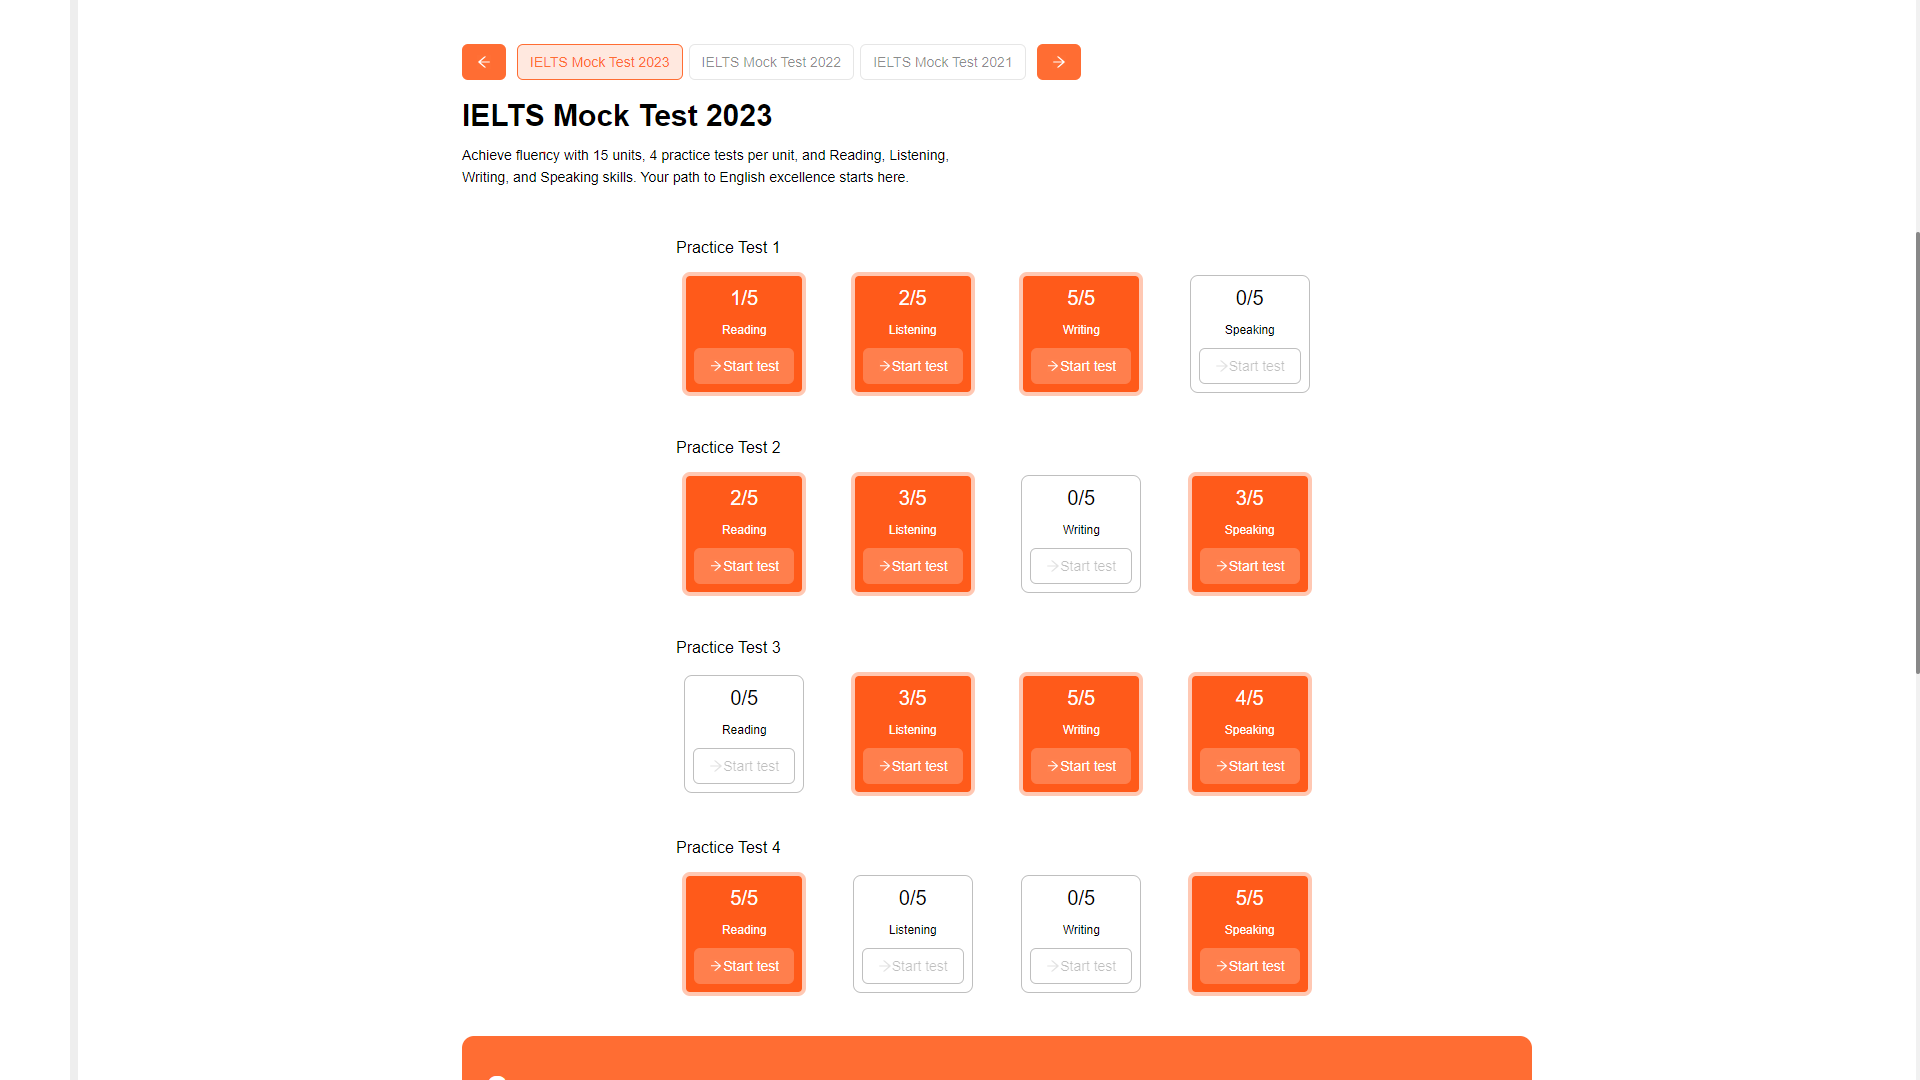 IELTS Mock Test 2023 IELTS Mock Test 2022 IELTS Mock Test 2021
IELTS Mock Test 2023
Achieve fluency with 15 units, 4 practice tests per unit, and Reading, Listening,
Writing, and Speaking skills. Your path to English excellence starts here.
Practice Test 1
1/5 2/5 5/5 0/5
Reading Listening Writing Speaking
Start test Start test Start test Start test
Practice Test 2
2/5 3/5 0/5 3/5
Reading Listening Writing Speaking
Start test Start test Start test Start test
Practice Test 3
0/5 3/5 5/5 4/5
Reading Listening Writing Speaking
Start test Start test Start test Start test
Practice Test 4
5/5 0/5 0/5 5/5
Reading Listening Writing Speaking
Start test Start test Start test Start test